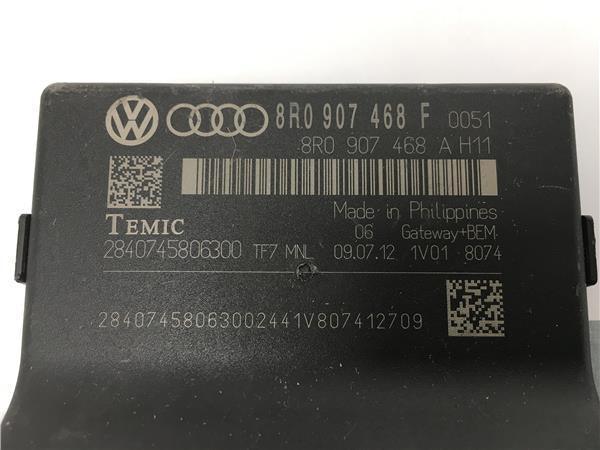 8R0 907 468 F 0051
8R0 907 468 A H11
TEMIC
Made in Philippines
06 Gateway+BEM
2840745806300 TF7 MNL 09.07.12 1V01 8074
28407458063002441V807412709